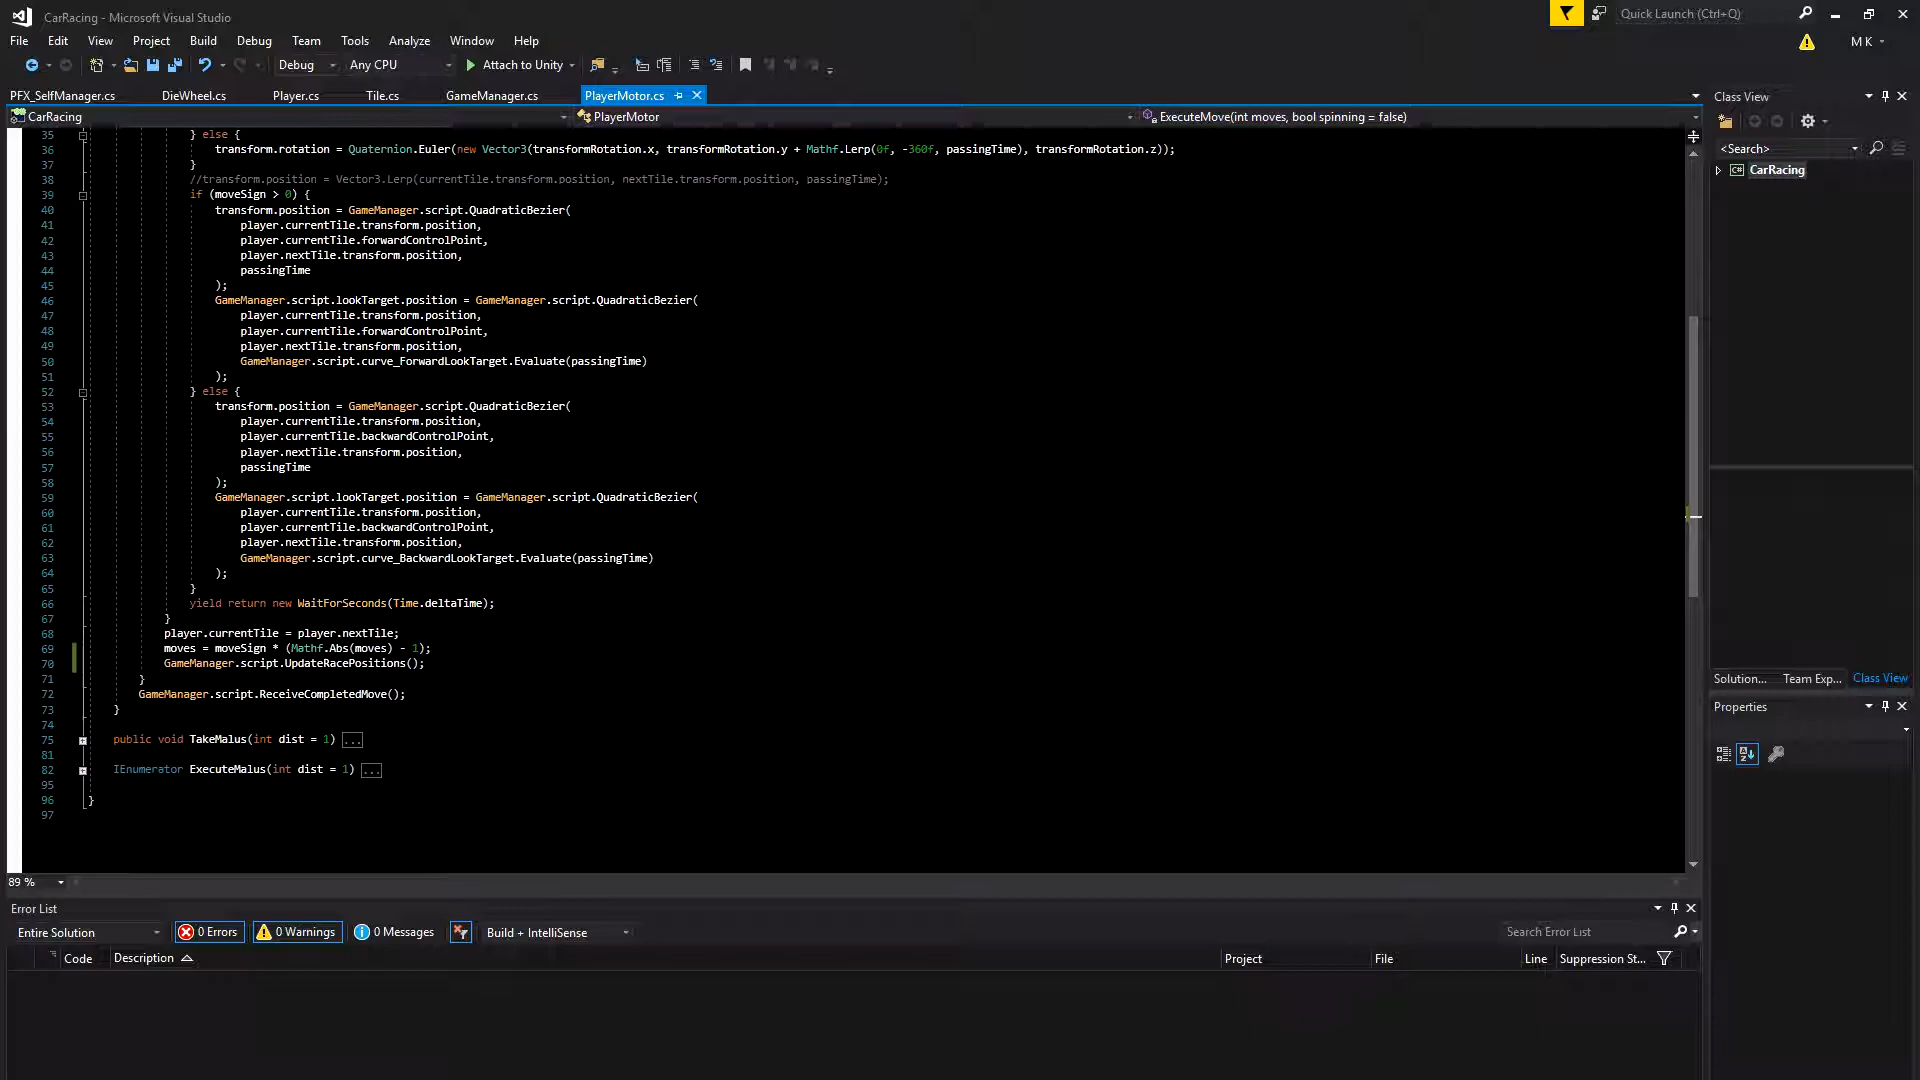 CarRacing - Microsoft Visual Studio
Quick Launch (Ctrl+Q)
File Edit View Project Build Debug Team Tools Test Analyze Window Help
M K
Debug Any CPU Attach to Unity
PFX_SelfManager.cs DieWheel.cs Player.cs Tile.cs GameManager.cs PlayerMotor.cs
Class View
CarRacing PlayerMotor ExecuteMove(int moves, bool spinning = false)
<Search>
CarRacing
35 } else {
36 transform.rotation = Quaternion.Euler(new Vector3(transformRotation.x, transformRotation.y + Mathf.Lerp(0f, -360f, passingTime), transformRotation.z));
37 }
38 //transform.position = Vector3.Lerp(currentTile.transform.position, nextTile.transform.position, passingTime);
39 if (moveSign > 0) {
40 transform.position = GameManager.script.QuadraticBezier(
41 player.currentTile.transform.position,
42 player.currentTile.forwardControlPoint,
43 player.nextTile.transform.position,
44 passingTime
45 );
46 GameManager.script.lookTarget.position = GameManager.script.QuadraticBezier(
47 player.currentTile.transform.position,
48 player.currentTile.forwardControlPoint,
49 player.nextTile.transform.position,
50 GameManager.script.curve_ForwardLookTarget.Evaluate(passingTime)
51 );
52 } else {
53 transform.position = GameManager.script.QuadraticBezier(
54 player.currentTile.transform.position,
55 player.currentTile.backwardControlPoint,
56 player.nextTile.transform.position,
57 passingTime
58 );
59 GameManager.script.lookTarget.position = GameManager.script.QuadraticBezier(
60 player.currentTile.transform.position,
61 player.currentTile.backwardControlPoint,
62 player.nextTile.transform.position,
63 GameManager.script.curve_BackwardLookTarget.Evaluate(passingTime)
64 );
65 }
66 yield return new WaitForSeconds(Time.deltaTime);
67 }
68 player.currentTile = player.nextTile;
69 moves = moveSign * (Mathf.Abs(moves) - 1);
70 GameManager.script.UpdateRacePositions();
71 }
72 GameManager.script.ReceiveCompletedMove();
73 }
74
75 public void TakeMalus(int dist = 1) ...
81
82 IEnumerator ExecuteMalus(int dist = 1) ...
95
96 }
97
Solution... Team Exp... Class View
Properties
89 %
Error List
Entire Solution 0 Errors 0 Warnings 0 Messages Build + IntelliSense Search Error List
Code Description Project File Line Suppression St...